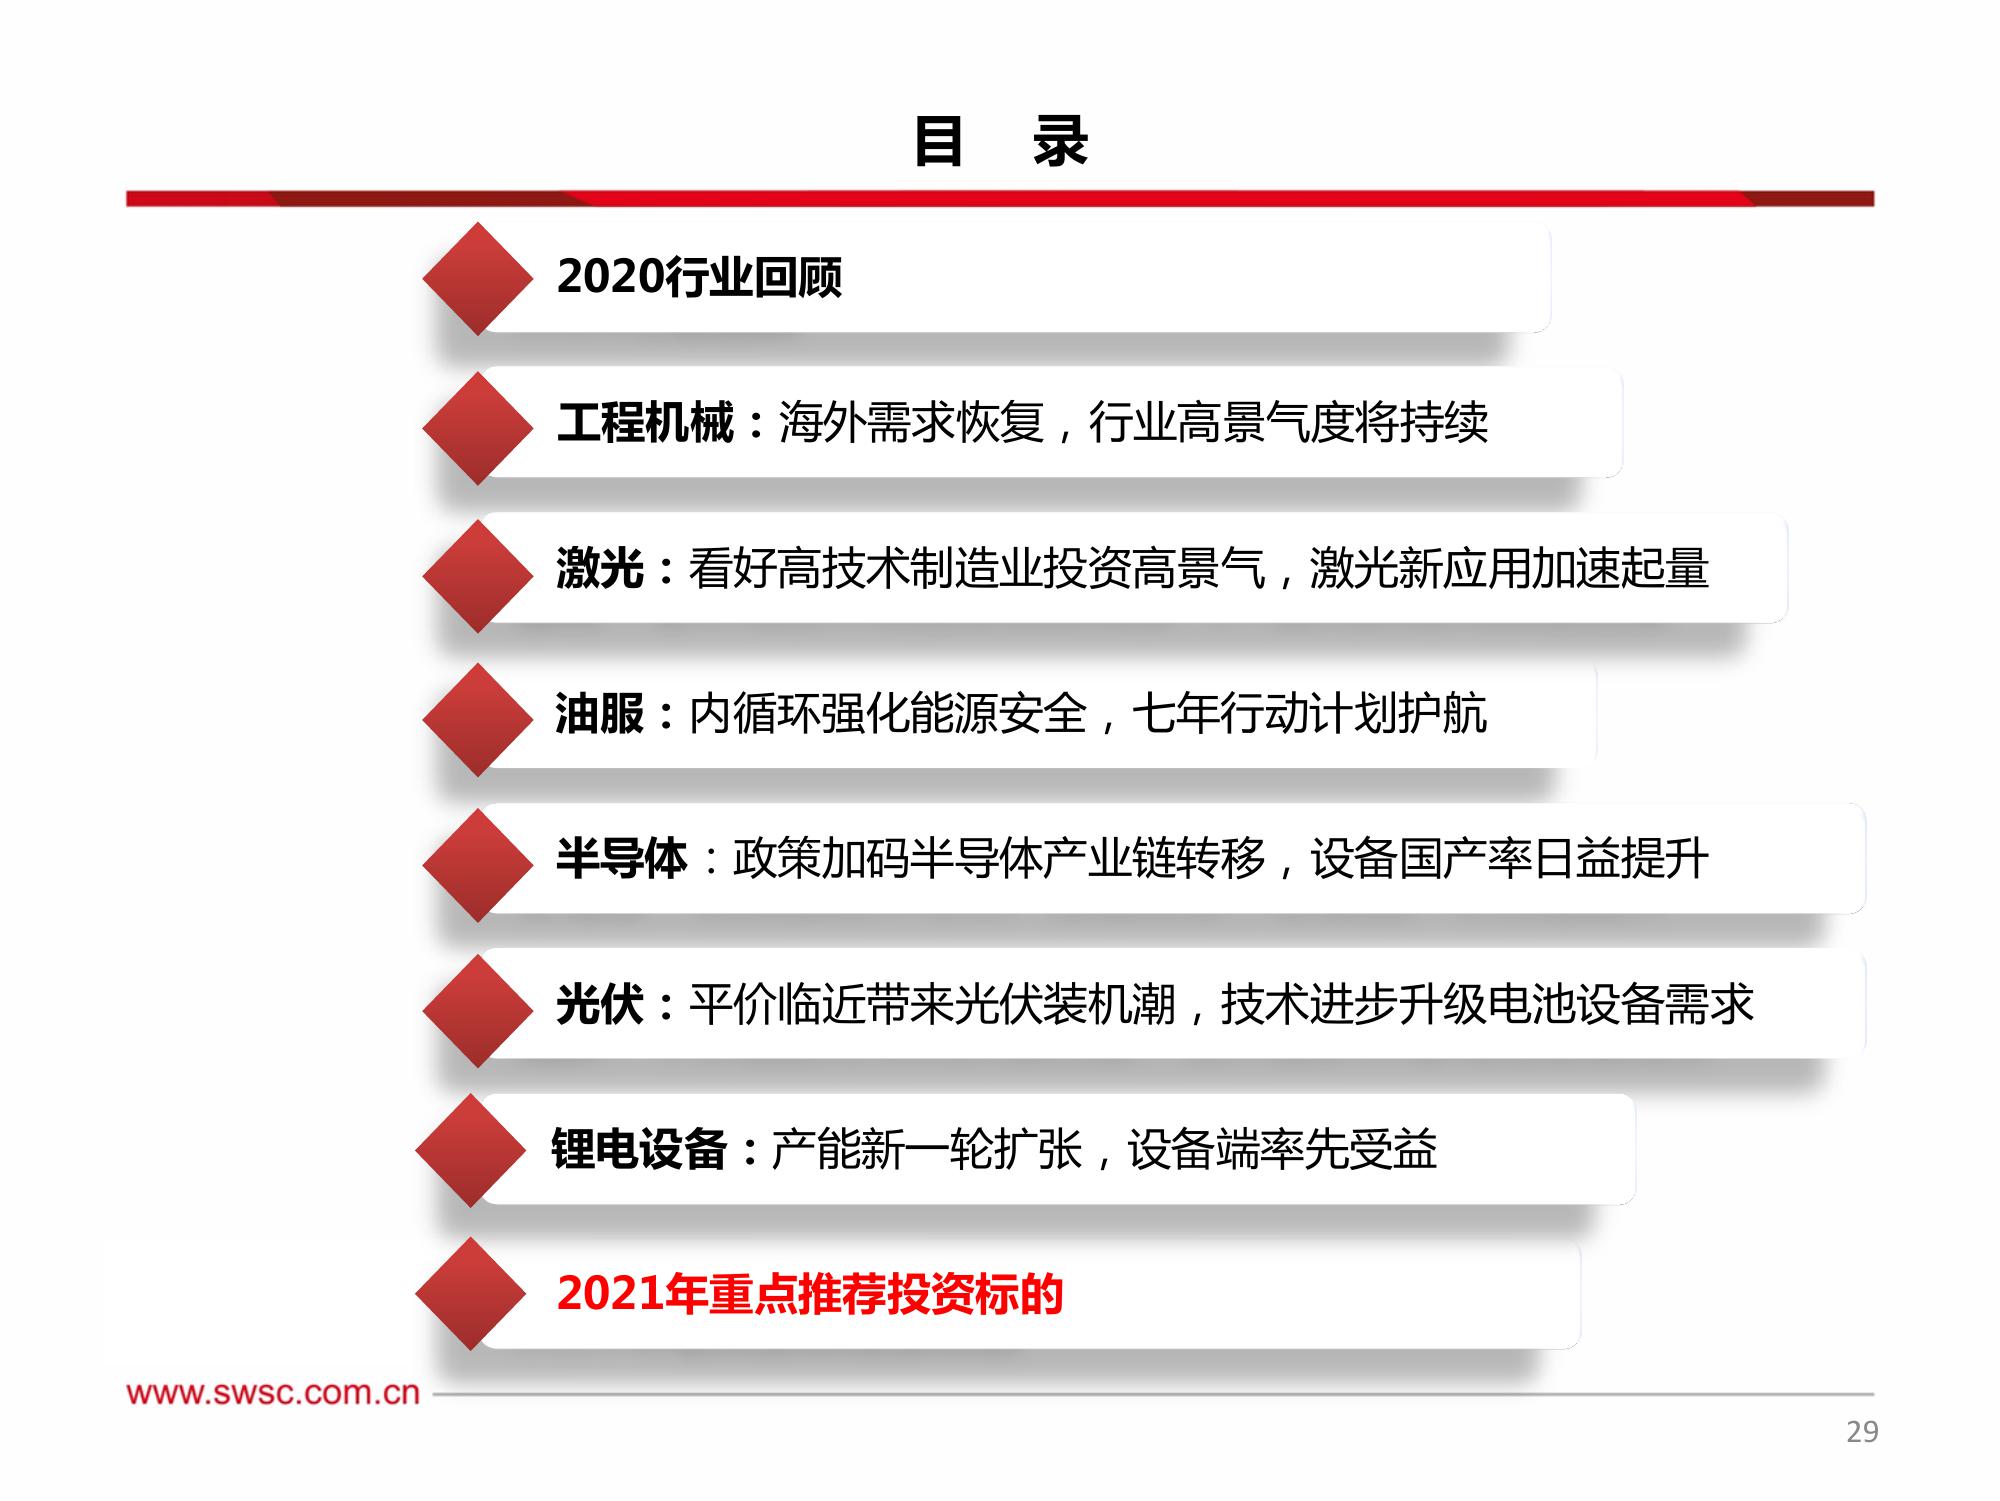 目 录
2020行业回顾
工程机械：海外需求恢复，行业高景气度将持续
激光：看好高技术制造业投资高景气，激光新应用加速起量
油服：内循环强化能源安全，七年行动计划护航
半导体：政策加码半导体产业链转移，设备国产率日益提升
光伏：平价临近带来光伏装机潮，技术进步升级电池设备需求
锂电设备：产能新一轮扩张，设备端率先受益
2021年重点推荐投资标的
www.swsc.com.cn
29